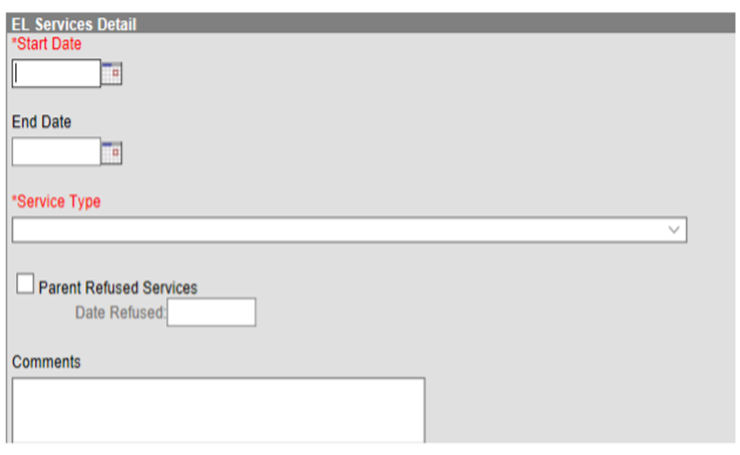 EL Services Detail
*Start Date
End Date
*Service Type
Parent Refused Services
Date Refused:
Comments